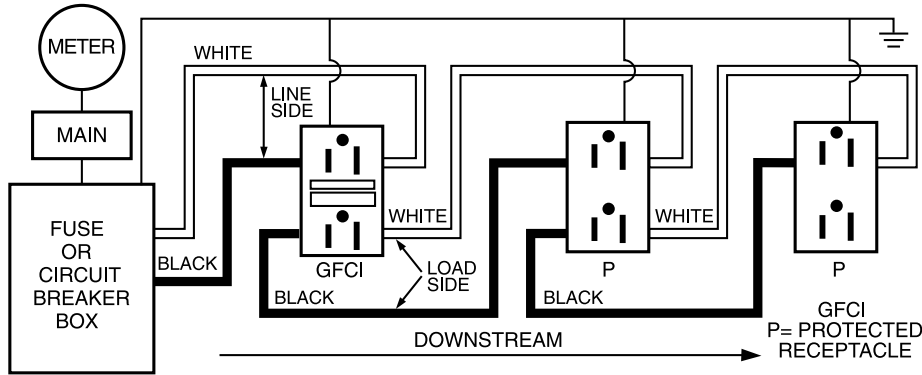 METER
MAIN
FUSE
OR
CIRCUIT
BREAKER
BOX
WHITE
LINE
SIDE
BLACK
GFCI
WHITE
LOAD
SIDE
BLACK
P
WHITE
BLACK
P
DOWNSTREAM
GFCI
P= PROTECTED
RECEPTACLE